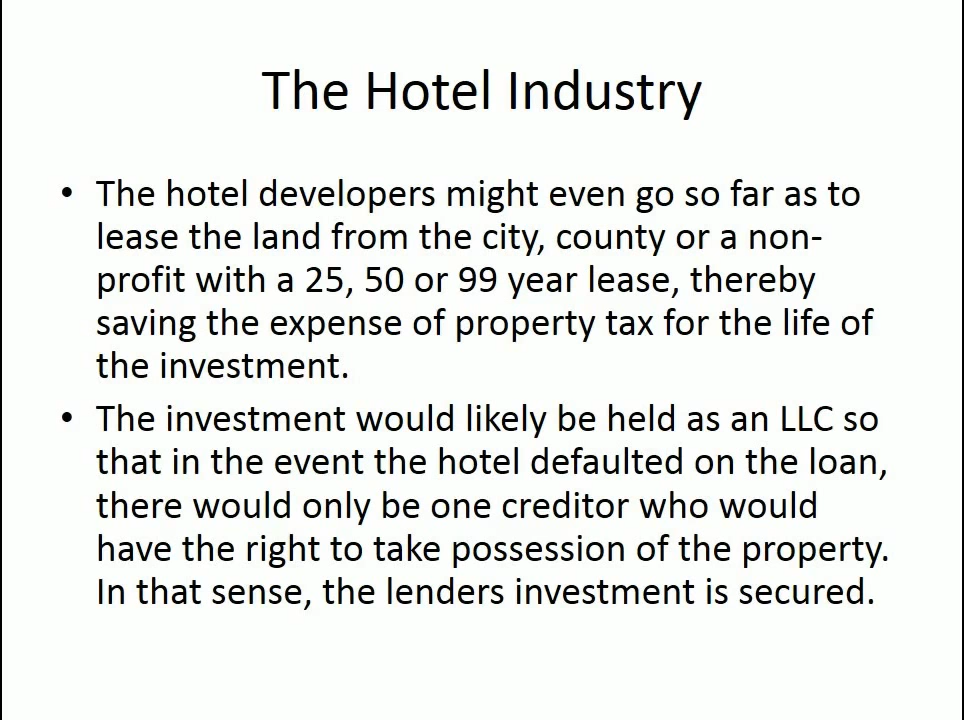 The Hotel Industry
• The hotel developers might even go so far as to
lease the land from the city, county or a non-
profit with a 25, 50 or 99 year lease, thereby
saving the expense of property tax for the life of
the investment.
• The investment would likely be held as an LLC so
that in the event the hotel defaulted on the loan,
there would only be one creditor who would
have the right to take possession of the property.
In that sense, the lenders investment is secured.